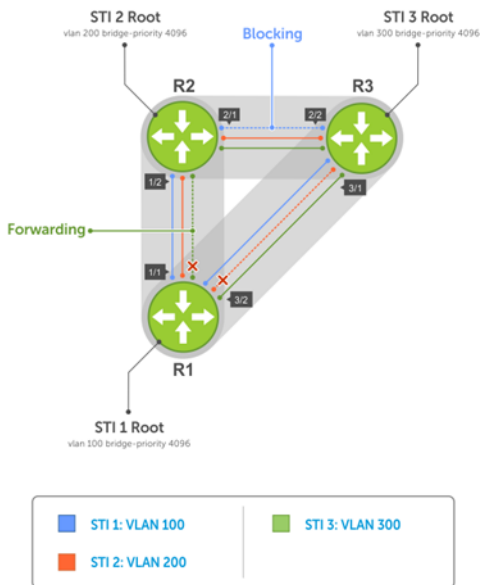 STI 2 Root
vlan 200 bridge-priority 4096
STI 3 Root
vlan 300 bridge-priority 4096
Blocking
R2
R3
2/1
2/2
1/2
3/1
Forwarding
1/1
3/2
R1
STI 1 Root
vlan 100 bridge-priority 4096
STI 1: VLAN 100
STI 3: VLAN 300
STI 2: VLAN 200